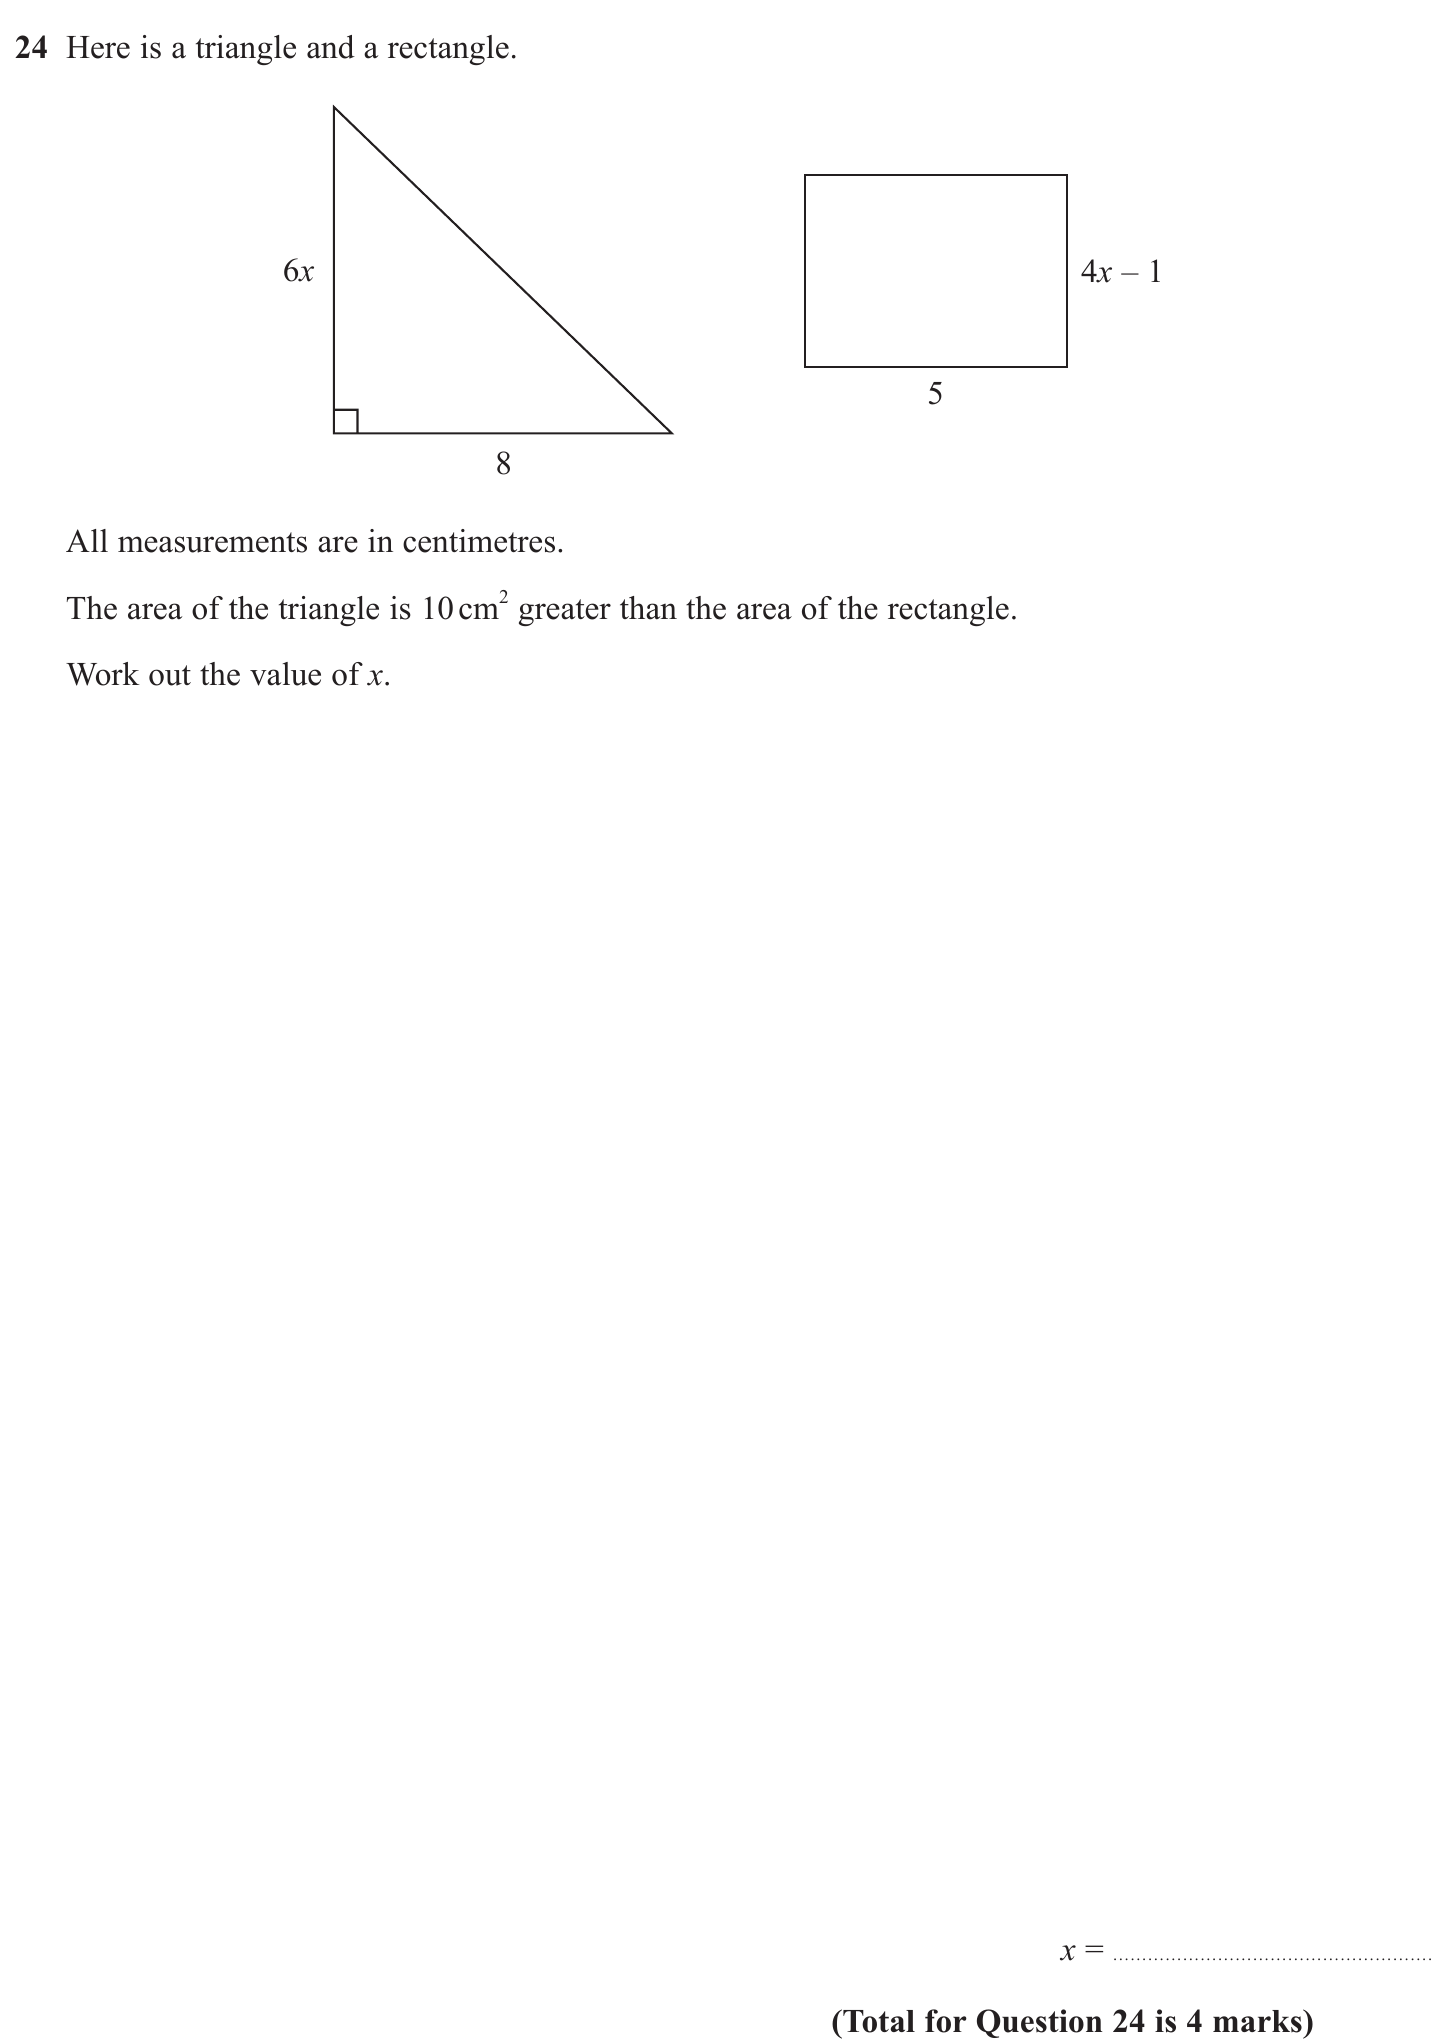 24 Here is a triangle and a rectangle.
6x
4x – 1
5
8
All measurements are in centimetres.
The area of the triangle is 10 cm² greater than the area of the rectangle.
Work out the value of x.
x = ........................................................
(Total for Question 24 is 4 marks)